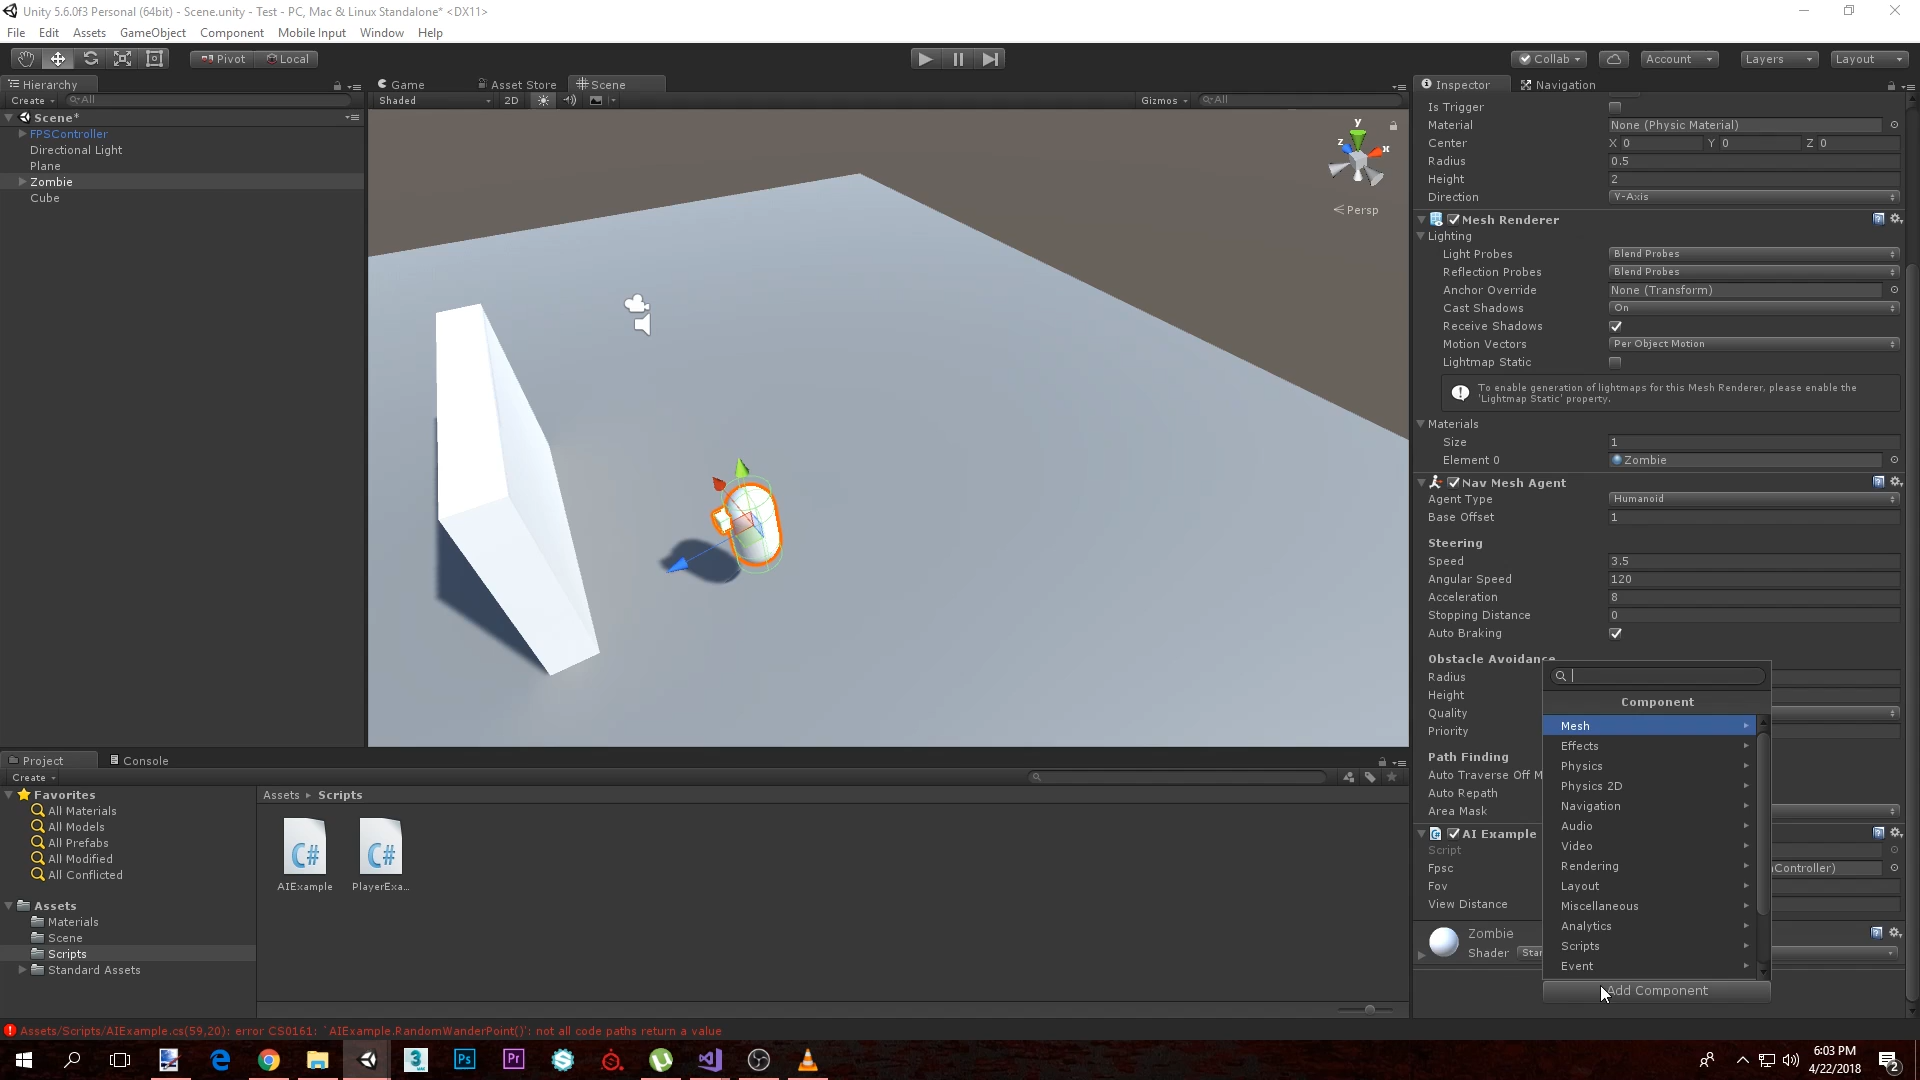 Unity 5.6.0f3 Personal (64bit) - Scene.unity - Test - PC, Mac & Linux Standalone* <DX11>
File Edit Assets GameObject Component Mobile Input Window Help
Pivot Local Collab Account Layers Layout
Hierarchy Game Asset Store Scene Inspector Navigation
Create All Shaded 2D Gizmos All
Scene*
FPSController
Directional Light
Plane
Zombie
Cube
y
z
x
Persp
Is Trigger
Material None (Physic Material)
Center X 0 Y 0 Z 0
Radius 0.5
Height 2
Direction Y-Axis
Mesh Renderer
Lighting
Light Probes Blend Probes
Reflection Probes Blend Probes
Anchor Override None (Transform)
Cast Shadows On
Receive Shadows
Motion Vectors Per Object Motion
Lightmap Static
To enable generation of lightmaps for this Mesh Renderer, please enable the
'Lightmap Static' property.
Materials
Size 1
Element 0 Zombie
Nav Mesh Agent
Agent Type Humanoid
Base Offset 1
Steering
Speed 3.5
Angular Speed 120
Acceleration 8
Stopping Distance 0
Auto Braking
Obstacle Avoidance
Radius
Height
Quality
Priority
Path Finding
Auto Traverse Off M
Auto Repath
Area Mask
AI Example
Script
Fpsc nController)
Fov
View Distance
Zombie
Shader Star
Component
Mesh
Effects
Physics
Physics 2D
Navigation
Audio
Video
Rendering
Layout
Miscellaneous
Analytics
Scripts
Event
Add Component
Project Console
Create
Favorites
All Materials
All Models
All Prefabs
All Modified
All Conflicted
Assets
Materials
Scene
Scripts
Standard Assets
Assets Scripts
C# C#
AIExample PlayerExa...
Assets/Scripts/AIExample.cs(59,20): error CS0161: `AIExample.RandomWanderPoint()': not all code paths return a value
3 Ps Pr
6:03 PM
4/22/2018
2